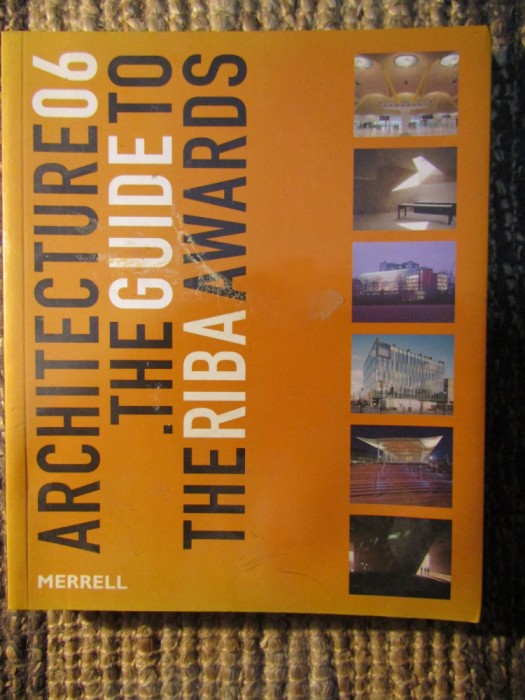 ARCHITECTURE06
.THE GUIDE TO
THE RIBA AWARDS
MERRELL